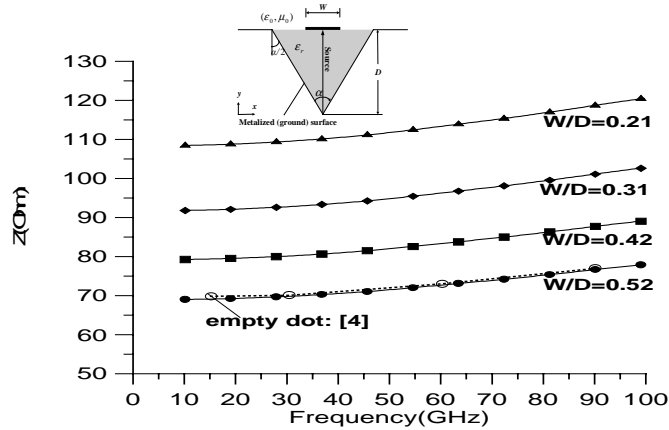 (ε₀, μ₀)
W
α/2
εᵣ
Source
D
α
y
x
Metalized (ground) surface
130
120
110
100
90
80
70
60
50
Z(Ohm)
W/D=0.21
W/D=0.31
W/D=0.42
W/D=0.52
empty dot: [4]
0 10 20 30 40 50 60 70 80 90 100
Frequency(GHz)